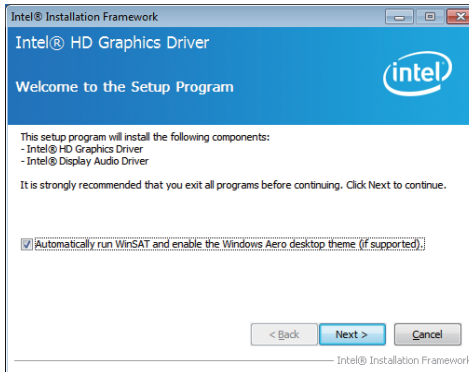 Intel® Installation Framework
Intel® HD Graphics Driver
intel®
Welcome to the Setup Program
This setup program will install the following components:
- Intel® HD Graphics Driver
- Intel® Display Audio Driver
It is strongly recommended that you exit all programs before continuing. Click Next to continue.
Automatically run WinSAT and enable the Windows Aero desktop theme (if supported).
< Back Next > Cancel
Intel® Installation Framework